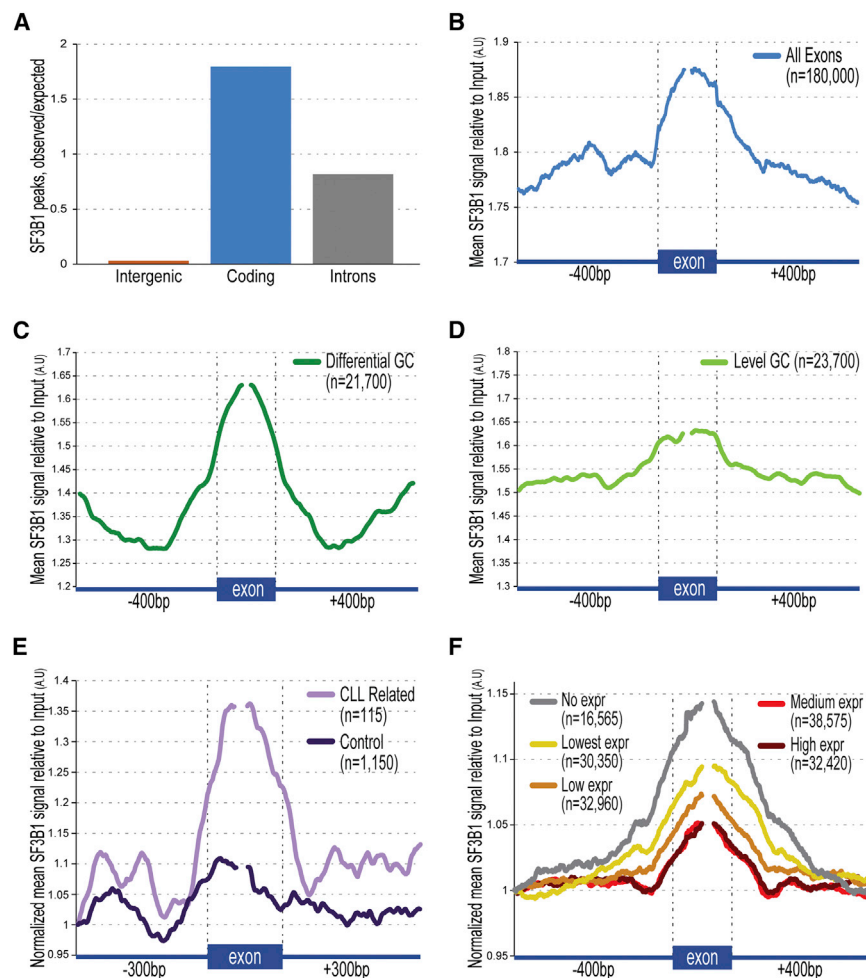 A
SF3B1 peaks, observed/expected
2
1.5
1
0.5
0
Intergenic
Coding
Introns
B
Mean SF3B1 signal relative to Input (A.U)
1.9
1.85
1.8
1.75
1.7
All Exons
(n=180,000)
-400bp
exon
+400bp
C
Mean SF3B1 signal relative to Input (A.U)
1.7
1.65
1.6
1.55
1.5
1.45
1.4
1.35
1.3
1.25
1.2
Differential GC
(n=21,700)
-400bp
exon
+400bp
D
Mean SF3B1 signal relative to Input (A.U)
1.8
1.75
1.7
1.65
1.6
1.55
1.5
1.45
1.4
1.35
1.3
Level GC (n=23,700)
-400bp
exon
+400bp
E
Normalized mean SF3B1 signal relative to Input (A.U)
1.4
1.35
1.3
1.25
1.2
1.15
1.1
1.05
1
0.95
CLL Related
(n=115)
Control
(n=1,150)
-300bp
exon
+300bp
F
Normalized mean SF3B1 signal relative to Input (A.U)
1.15
1.1
1.05
1.00
0.95
No expr
(n=16,565)
Lowest expr
(n=30,350)
Low expr
(n=32,960)
Medium expr
(n=38,575)
High expr
(n=32,420)
-400bp
exon
+400bp